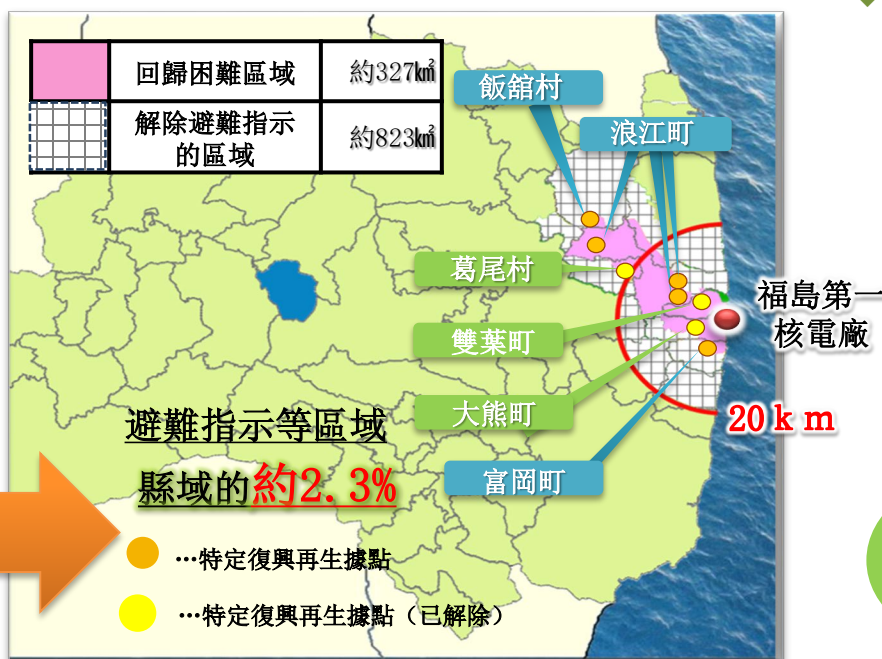 回歸困難區域 約327㎢
解除避難指示
的區域
約823㎢
飯舘村
浪江町
葛尾村
雙葉町
大熊町
富岡町
福島第一
核電廠
20ｋｍ
避難指示等區域
縣域的約2.3%
…特定復興再生據點
…特定復興再生據點（已解除）